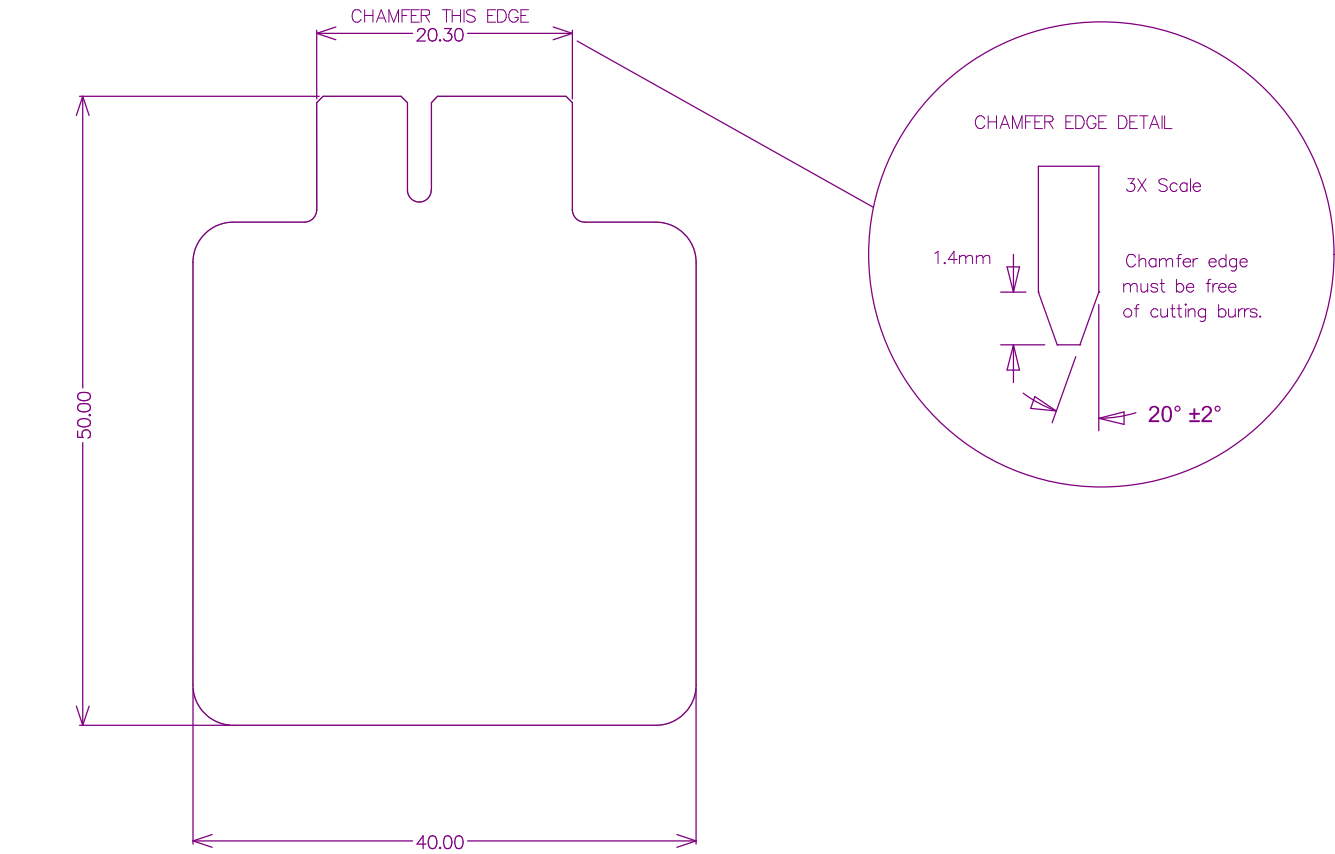 CHAMFER THIS EDGE
20.30
50.00
40.00
CHAMFER EDGE DETAIL
3X Scale
1.4mm
Chamfer edge
must be free
of cutting burrs.
20° ±2°